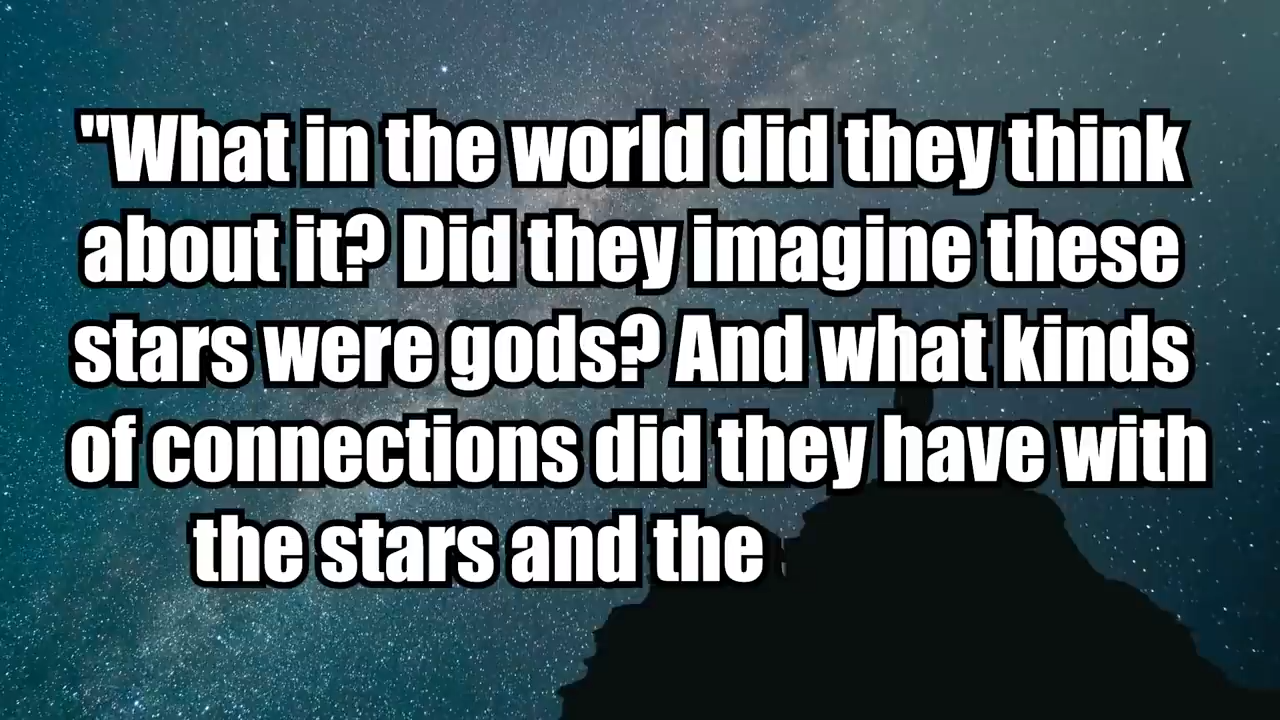 "What in the world did they think
about it? Did they imagine these
stars were gods? And what kinds
of connections did they have with
the stars and the